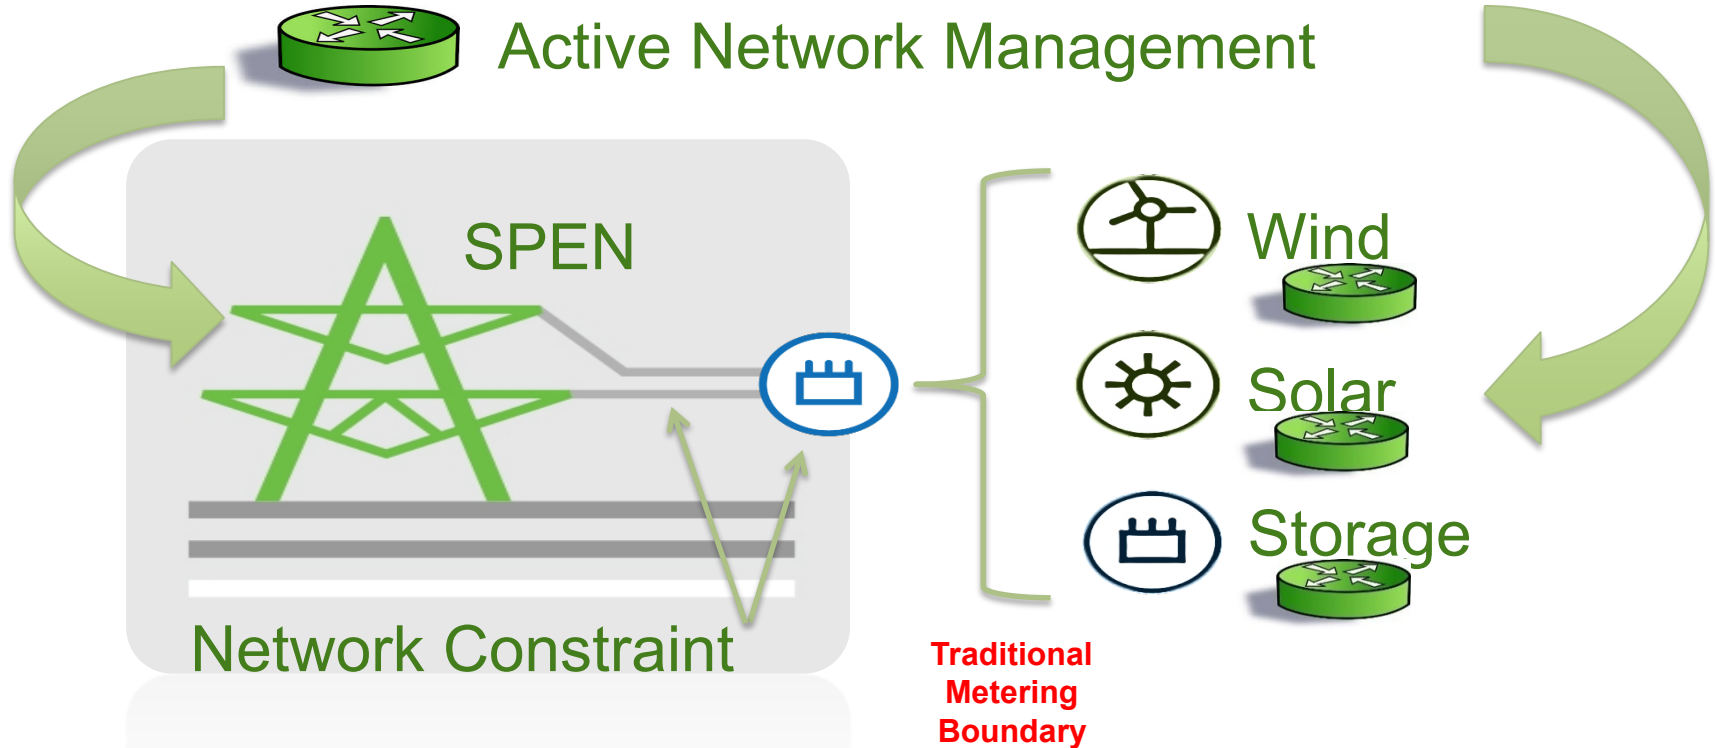 Active Network Management
SPEN
Wind
Solar
Storage
Network Constraint
Traditional
Metering
Boundary